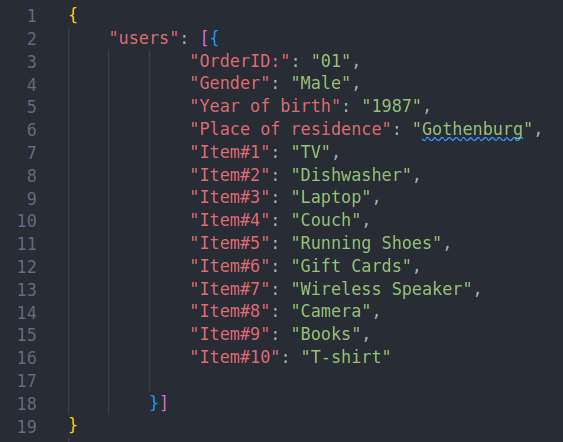 1 {
2 "users": [{
3 "OrderID:": "01",
4 "Gender": "Male",
5 "Year of birth": "1987",
6 "Place of residence": "Gothenburg",
7 "Item#1": "TV",
8 "Item#2": "Dishwasher",
9 "Item#3": "Laptop",
10 "Item#4": "Couch",
11 "Item#5": "Running Shoes",
12 "Item#6": "Gift Cards",
13 "Item#7": "Wireless Speaker",
14 "Item#8": "Camera",
15 "Item#9": "Books",
16 "Item#10": "T-shirt"
17
18 }]
19 }